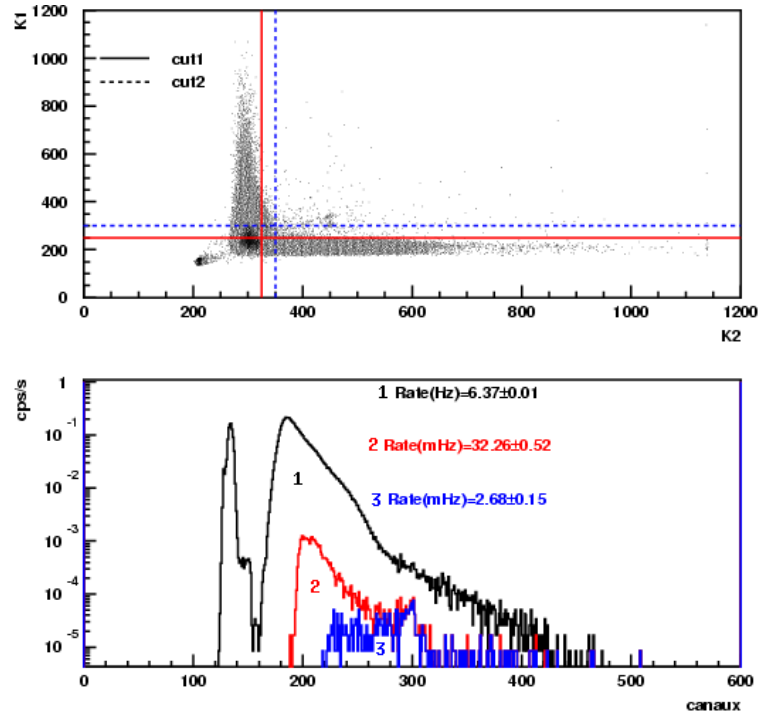 K1
1200
1000
800
600
400
200
0
cut1
cut2
0 200 400 600 800 1000 1200
K2
cps/s
1
10-1
10-2
10-3
10-4
10-5
1 Rate(Hz)=6.37±0.01
2 Rate(mHz)=32.26±0.52
3 Rate(mHz)=2.68±0.15
1
2
3
0 100 200 300 400 500 600
canaux